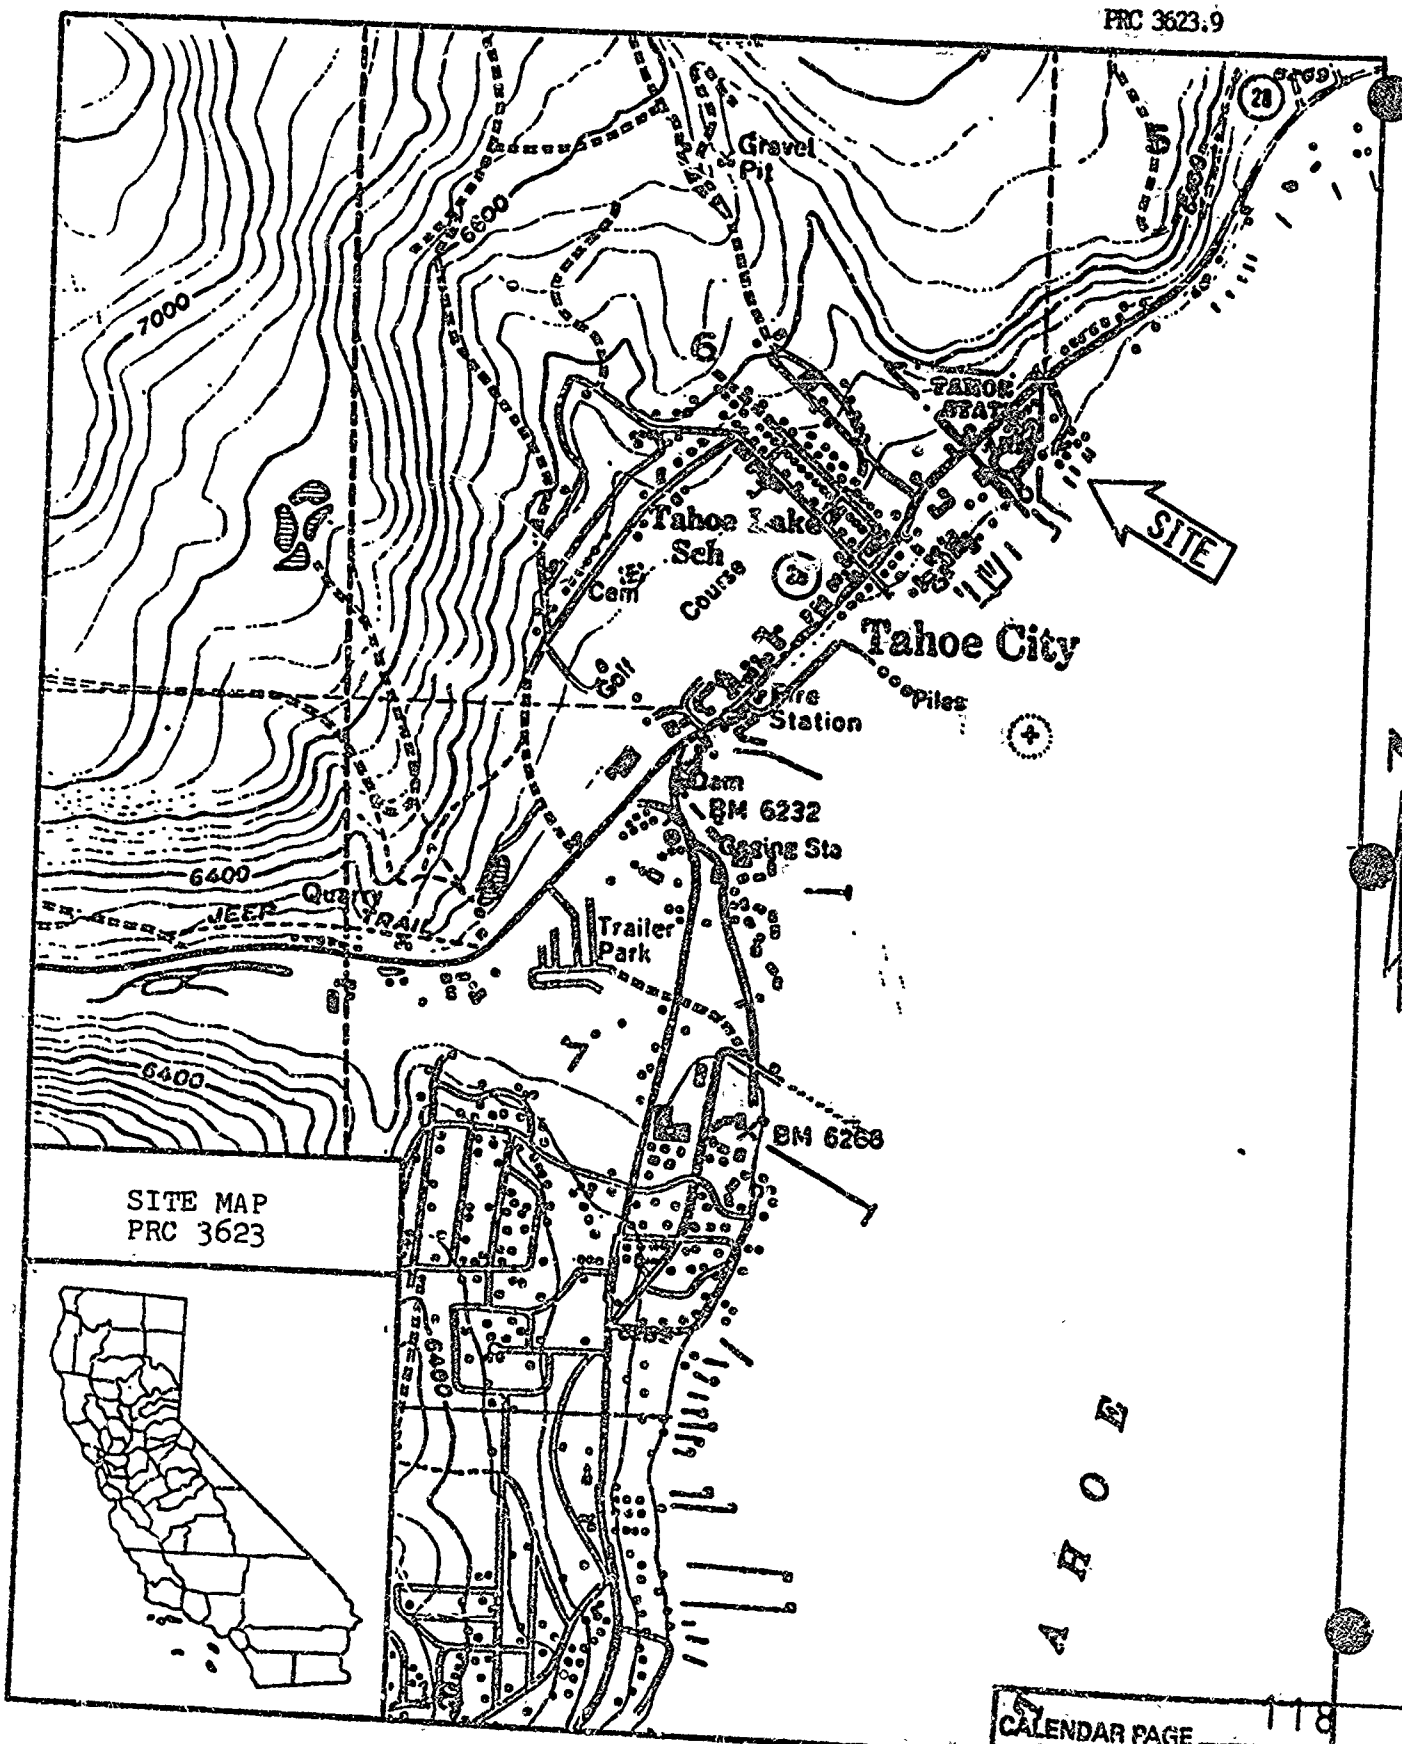 PRC 3623.9
28
Gravel
Pit
6600
7000
6
TAHOE
STATE
Tahoe Lake
Sch
SITE
Cem
Course
28
Golf
Tahoe City
Fire
Station
Piles
Dam
BM 6232
Gaging Sta
6400
Quarry
JEEP
TRAIL
Trailer
Park
7
6400
BM 6268
SITE MAP
PRC 3623
6400
T A H O E
CALENDAR PAGE 118